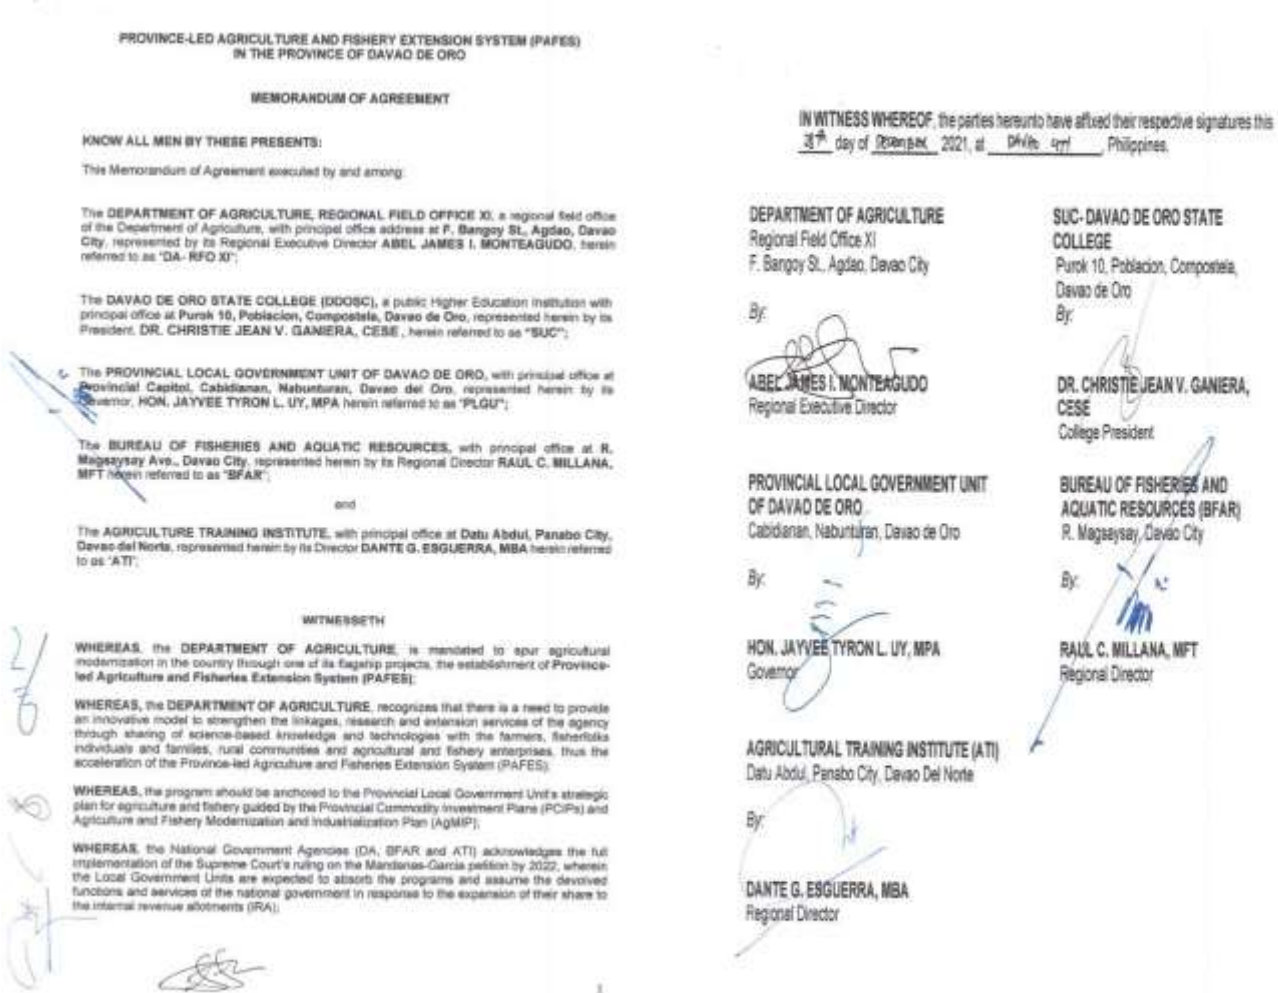 PROVINCE-LED AGRICULTURE AND FISHERY EXTENSION SYSTEM (PAFES)
IN THE PROVINCE OF DAVAO DE ORO
MEMORANDUM OF AGREEMENT
KNOW ALL MEN BY THESE PRESENTS:
This Memorandum of Agreement executed by and among:
The DEPARTMENT OF AGRICULTURE, REGIONAL FIELD OFFICE XI, a regional field office
of the Department of Agriculture, with principal office address at F. Bangoy St., Agdao, Davao
City, represented by its Regional Executive Director ABEL JAMES I. MONTEAGUDO, herein
referred to as "DA- RFO XI";
The DAVAO DE ORO STATE COLLEGE (DDOSC), a public Higher Education Institution with
principal office at Purok 10, Poblacion, Compostela, Davao de Oro, represented herein by its
President, DR. CHRISTIE JEAN V. GANIERA, CESE , herein referred to as "SUC";
The PROVINCIAL LOCAL GOVERNMENT UNIT OF DAVAO DE ORO, with principal office at
Provincial Capitol, Cabidianan, Nabunturan, Davao del Oro, represented herein by its
Governor, HON. JAYVEE TYRON L. UY, MPA herein referred to as "PLGU";
The BUREAU OF FISHERIES AND AQUATIC RESOURCES, with principal office at R.
Magsaysay Ave., Davao City, represented herein by its Regional Director RAUL C. MILLANA,
MFT herein referred to as "BFAR";
and
The AGRICULTURE TRAINING INSTITUTE, with principal office at Datu Abdul, Panabo City,
Davao del Norte, represented herein by its Director DANTE G. ESGUERRA, MBA herein referred
to as "ATI";
WITNESSETH
WHEREAS, the DEPARTMENT OF AGRICULTURE, is mandated to spur agricultural
modernization in the country through one of its flagship projects, the establishment of Province-
led Agriculture and Fisheries Extension System (PAFES);
WHEREAS, the DEPARTMENT OF AGRICULTURE, recognizes that there is a need to provide
an innovative model to strengthen the linkages, research and extension services of the agency
through sharing of science-based knowledge and technologies with the farmers, fisherfolks
individuals and families, rural communities and agricultural and fishery enterprises, thus the
acceleration of the Province-led Agriculture and Fisheries Extension System (PAFES);
WHEREAS, the program should be anchored to the Provincial Local Government Unit's strategic
plan for agriculture and fishery guided by the Provincial Commodity Investment Plans (PCIPs) and
Agriculture and Fishery Modernization and Industrialization Plan (AgMIP);
WHEREAS, the National Government Agencies (DA, BFAR and ATI) acknowledges the full
implementation of the Supreme Court's ruling on the Mandanas-Garcia petition by 2022, wherein
the Local Government Units are expected to absorb the programs and assume the devolved
functions and services of the national government in response to the expansion of their share to
the internal revenue allotments (IRA);
1
IN WITNESS WHEREOF, the parties hereunto have affixed their respective signatures this
day of December 2021, at Davao City, Philippines.
DEPARTMENT OF AGRICULTURE
Regional Field Office XI
F. Bangoy St., Agdao, Davao City
By:
ABEL JAMES I. MONTEAGUDO
Regional Executive Director
SUC- DAVAO DE ORO STATE
COLLEGE
Purok 10, Poblacion, Compostela,
Davao de Oro
By:
DR. CHRISTIE JEAN V. GANIERA,
CESE
College President
PROVINCIAL LOCAL GOVERNMENT UNIT
OF DAVAO DE ORO
Cabidianan, Nabunturan, Davao de Oro
By:
HON. JAYVEE TYRON L. UY, MPA
Governor
BUREAU OF FISHERIES AND
AQUATIC RESOURCES (BFAR)
R. Magsaysay, Davao City
By:
RAUL C. MILLANA, MFT
Regional Director
AGRICULTURAL TRAINING INSTITUTE (ATI)
Datu Abdul, Panabo City, Davao Del Norte
By:
DANTE G. ESGUERRA, MBA
Regional Director